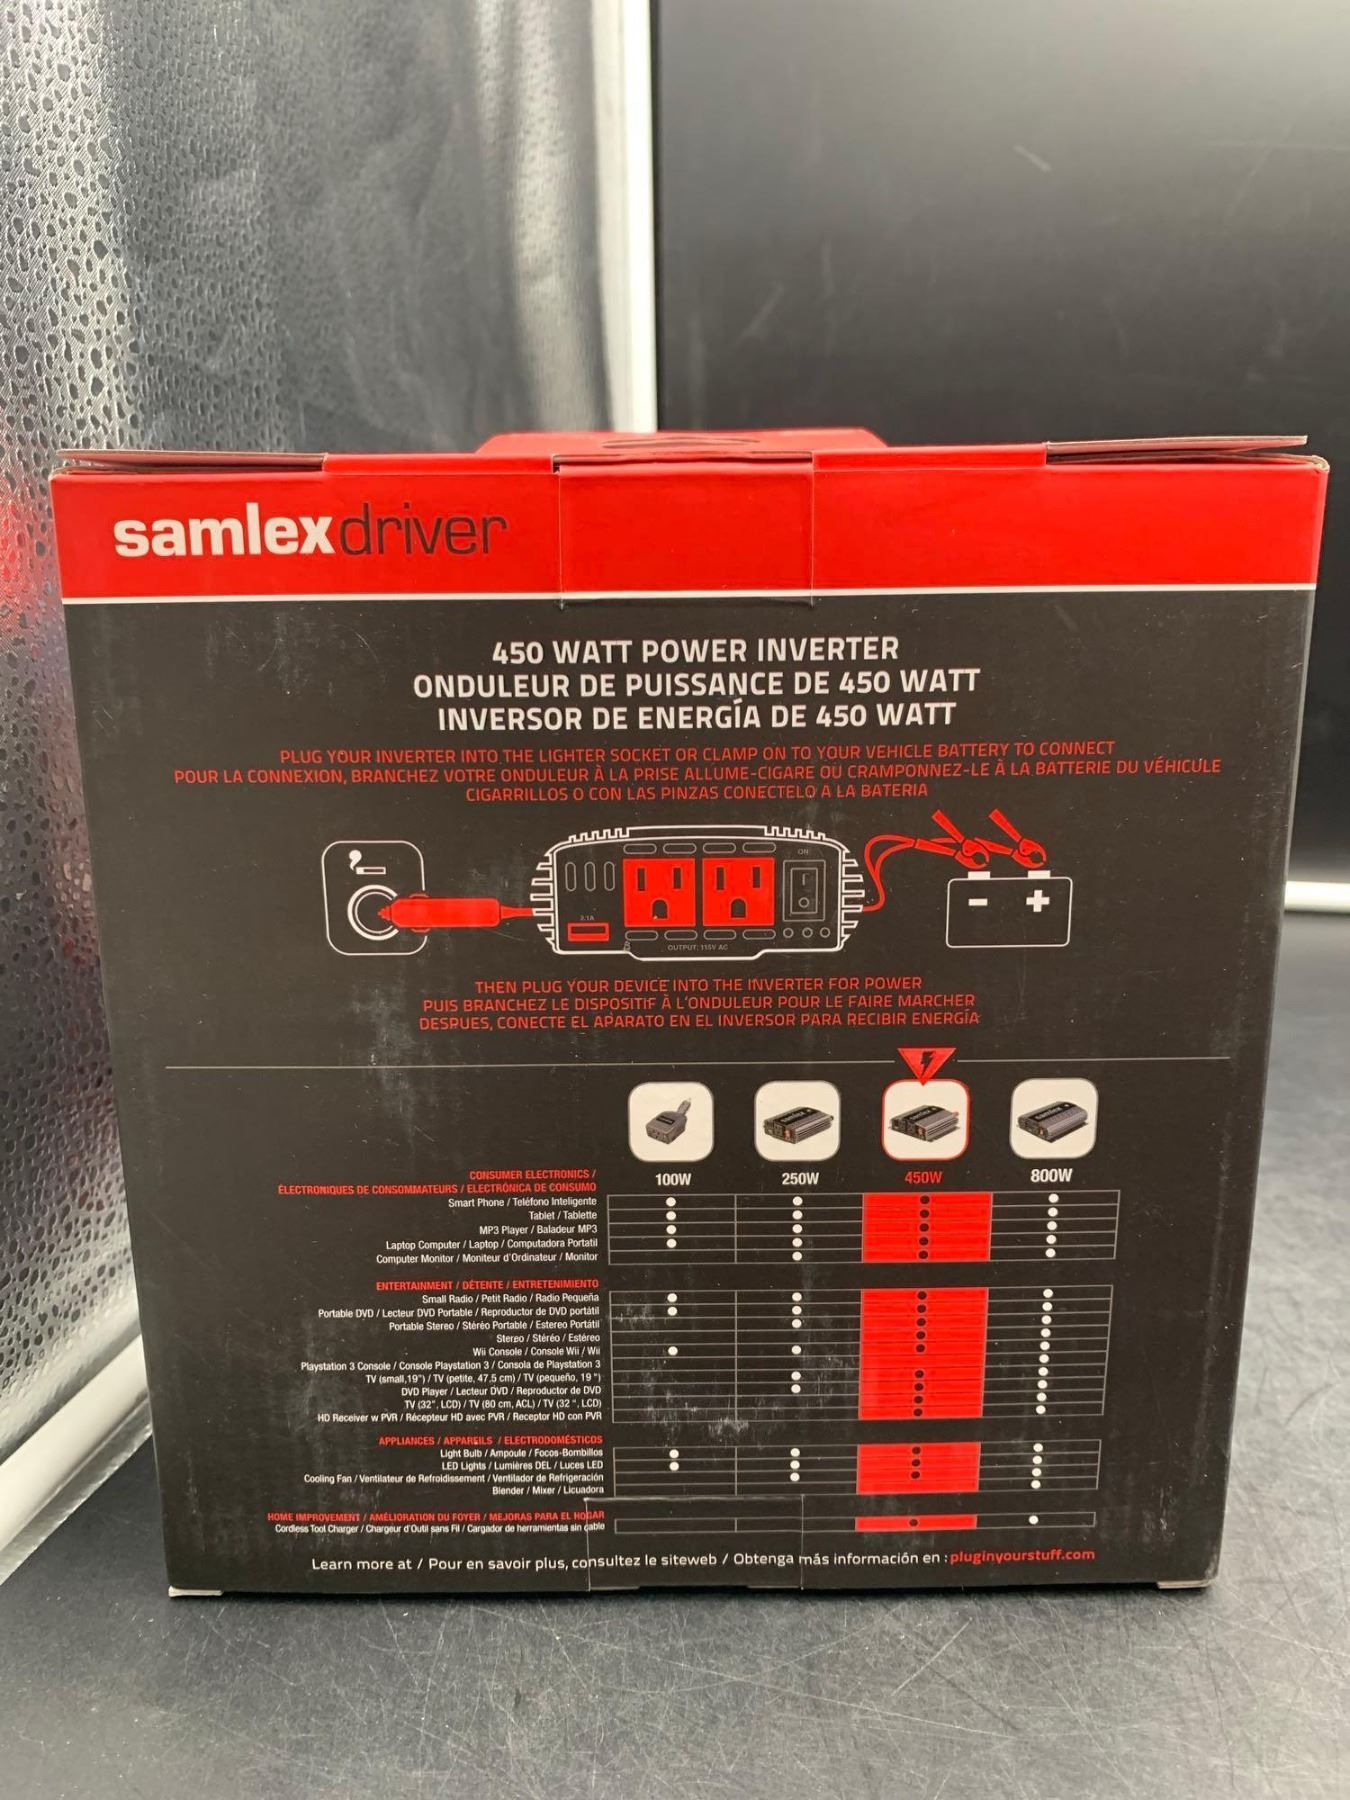 samlexdriver
450 WATT POWER INVERTER
ONDULEUR DE PUISSANCE DE 450 WATT
INVERSOR DE ENERGÍA DE 450 WATT
PLUG YOUR INVERTER INTO THE LIGHTER SOCKET OR CLAMP ON TO YOUR VEHICLE BATTERY TO CONNECT
POUR LA CONNEXION, BRANCHEZ VOTRE ONDULEUR À LA PRISE ALLUME-CIGARE OÙ CRAMPONNEZ-LE À LA BATTERIE DU VÉHICULE
CIGARRILLOS O CON LAS PINZAS CONECTELO A LA BATERIA
ON
2.1A
- +
OUTPUT: 115V AC
THEN PLUG YOUR DEVICE INTO THE INVERTER FOR POWER
PUIS BRANCHEZ LE DISPOSITIF À L'ONDULEUR POUR LE FAIRE MARCHER
DESPUES, CONECTE EL APARATO EN EL INVERSOR PARA RECIBIR ENERGÍA
100W 250W 450W 800W
CONSUMER ELECTRONICS /
ÉLECTRONIQUES DE CONSOMMATEURS / ELECTRÓNICA DE CONSUMO
Smart Phone / Teléfono Inteligente
Tablet / Tablette
MP3 Player / Baladeur MP3
Laptop Computer / Laptop / Computadora Portatil
Computer Monitor / Moniteur d'Ordinateur / Monitor
ENTERTAINMENT / DÉTENTE / ENTRETENIMIENTO
Small Radio / Petit Radio / Radio Pequeña
Portable DVD / Lecteur DVD Portable / Reproductor de DVD portátil
Portable Stereo / Stéréo Portable / Estereo Portátil
Stereo / Stéréo / Estéreo
Wii Console / Console Wii / Wii
Playstation 3 Console / Console Playstation 3 / Consola de Playstation 3
TV (small,19") / TV (petite, 47,5 cm) / TV (pequeño, 19 ")
DVD Player / Lecteur DVD / Reproductor de DVD
TV (32", LCD) / TV (80 cm, ACL) / TV (32 ", LCD)
HD Receiver w PVR / Récepteur HD avec PVR / Receptor HD con PVR
APPLIANCES / APPAREILS / ELECTRODOMÉSTICOS
Light Bulb / Ampoule / Focos-Bombillos
LED Lights / Lumières DEL / Luces LED
Cooling Fan / Ventilateur de Refroidissement / Ventilador de Refrigeración
Blender / Mixer / Licuadora
HOME IMPROVEMENT / AMÉLIORATION DU FOYER / MEJORAS PARA EL HOGAR
Cordless Tool Charger / Chargeur d'Outil sans Fil / Cargador de herramientas sin cable
Learn more at / Pour en savoir plus, consultez le siteweb / Obtenga más información en : pluginyourstuff.com